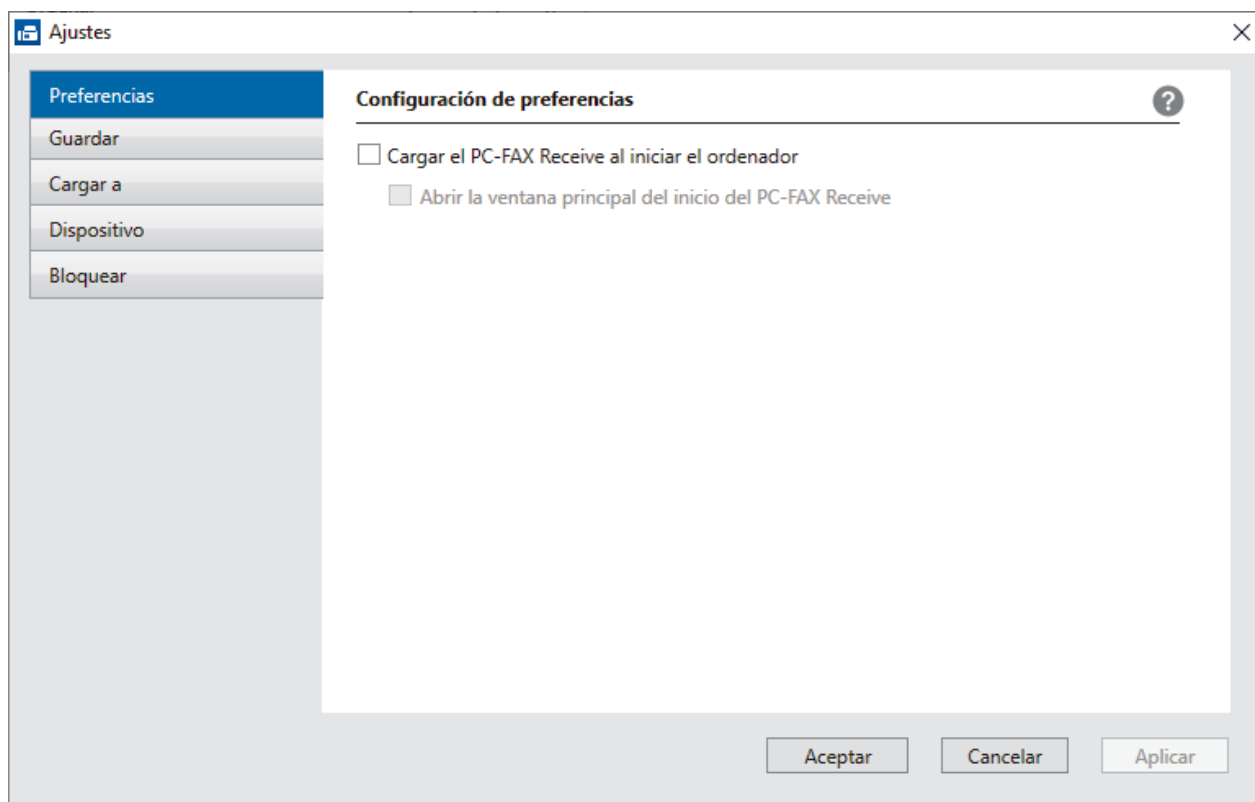 Ajustes
Preferencias
Guardar
Cargar a
Dispositivo
Bloquear
Configuración de preferencias
?
Cargar el PC-FAX Receive al iniciar el ordenador
Abrir la ventana principal del inicio del PC-FAX Receive
Aceptar
Cancelar
Aplicar